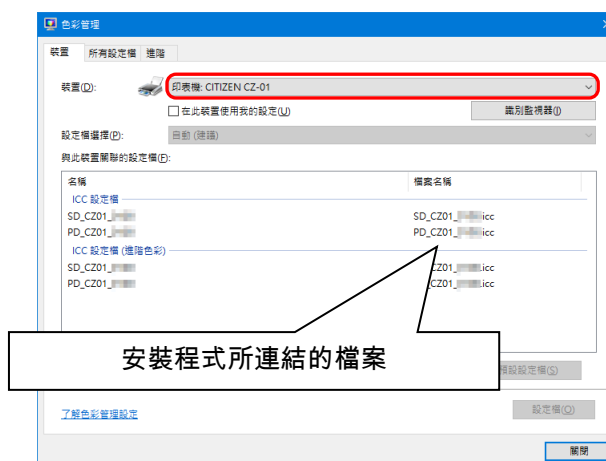 色彩管理
裝置 所有設定檔 進階
裝置(D): 印表機: CITIZEN CZ-01
在此裝置使用我的設定(U) 識別監視器(I)
設定檔選擇(P): 自動 (建議)
與此裝置關聯的設定檔(F):
名稱 檔案名稱
ICC 設定檔
SD_CZ01_ SD_CZ01_ icc
PD_CZ01_ PD_CZ01_ icc
ICC 設定檔 (進階色彩)
SD_CZ01_ _CZ01_ .icc
PD_CZ01_ CZ01_ .icc
安裝程式所連結的檔案
預設設定檔(S)
了解色彩管理設定 設定檔(O)
關閉